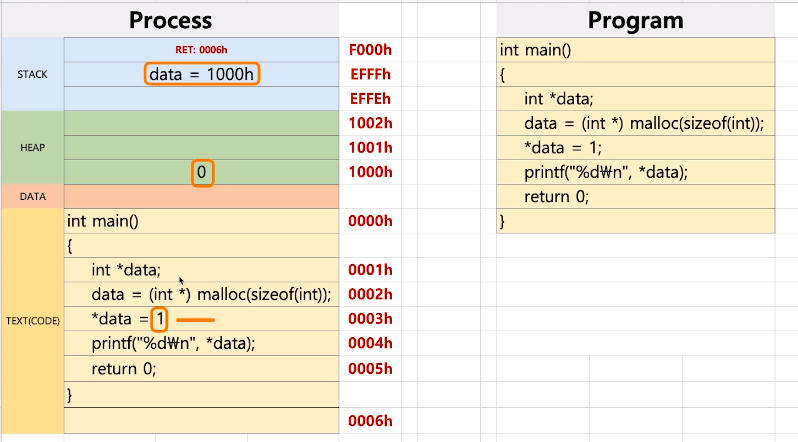 Process
Program
STACK
RET: 0006h
F000h
data = 1000h
EFFFh
EFFEh
HEAP
1002h
1001h
0
1000h
DATA
TEXT(CODE)
int main()
0000h
{
int *data;
0001h
data = (int *) malloc(sizeof(int));
0002h
*data = 1;
0003h
printf("%d₩n", *data);
0004h
return 0;
0005h
}
0006h
int main()
{
int *data;
data = (int *) malloc(sizeof(int));
*data = 1;
printf("%d₩n", *data);
return 0;
}